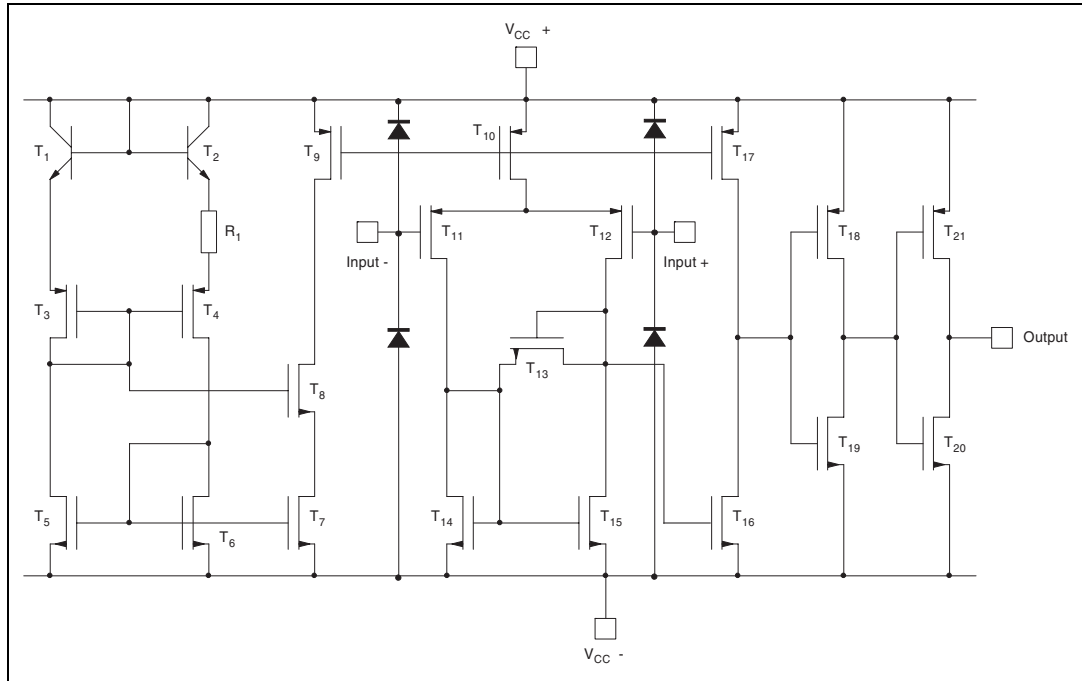 VCC +
T1
T2
T9
T10
T17
R1
T11
T12
T18
T21
Input -
Input +
T3
T4
Output
T13
T8
T19
T20
T5
T6
T7
T14
T15
T16
VCC -